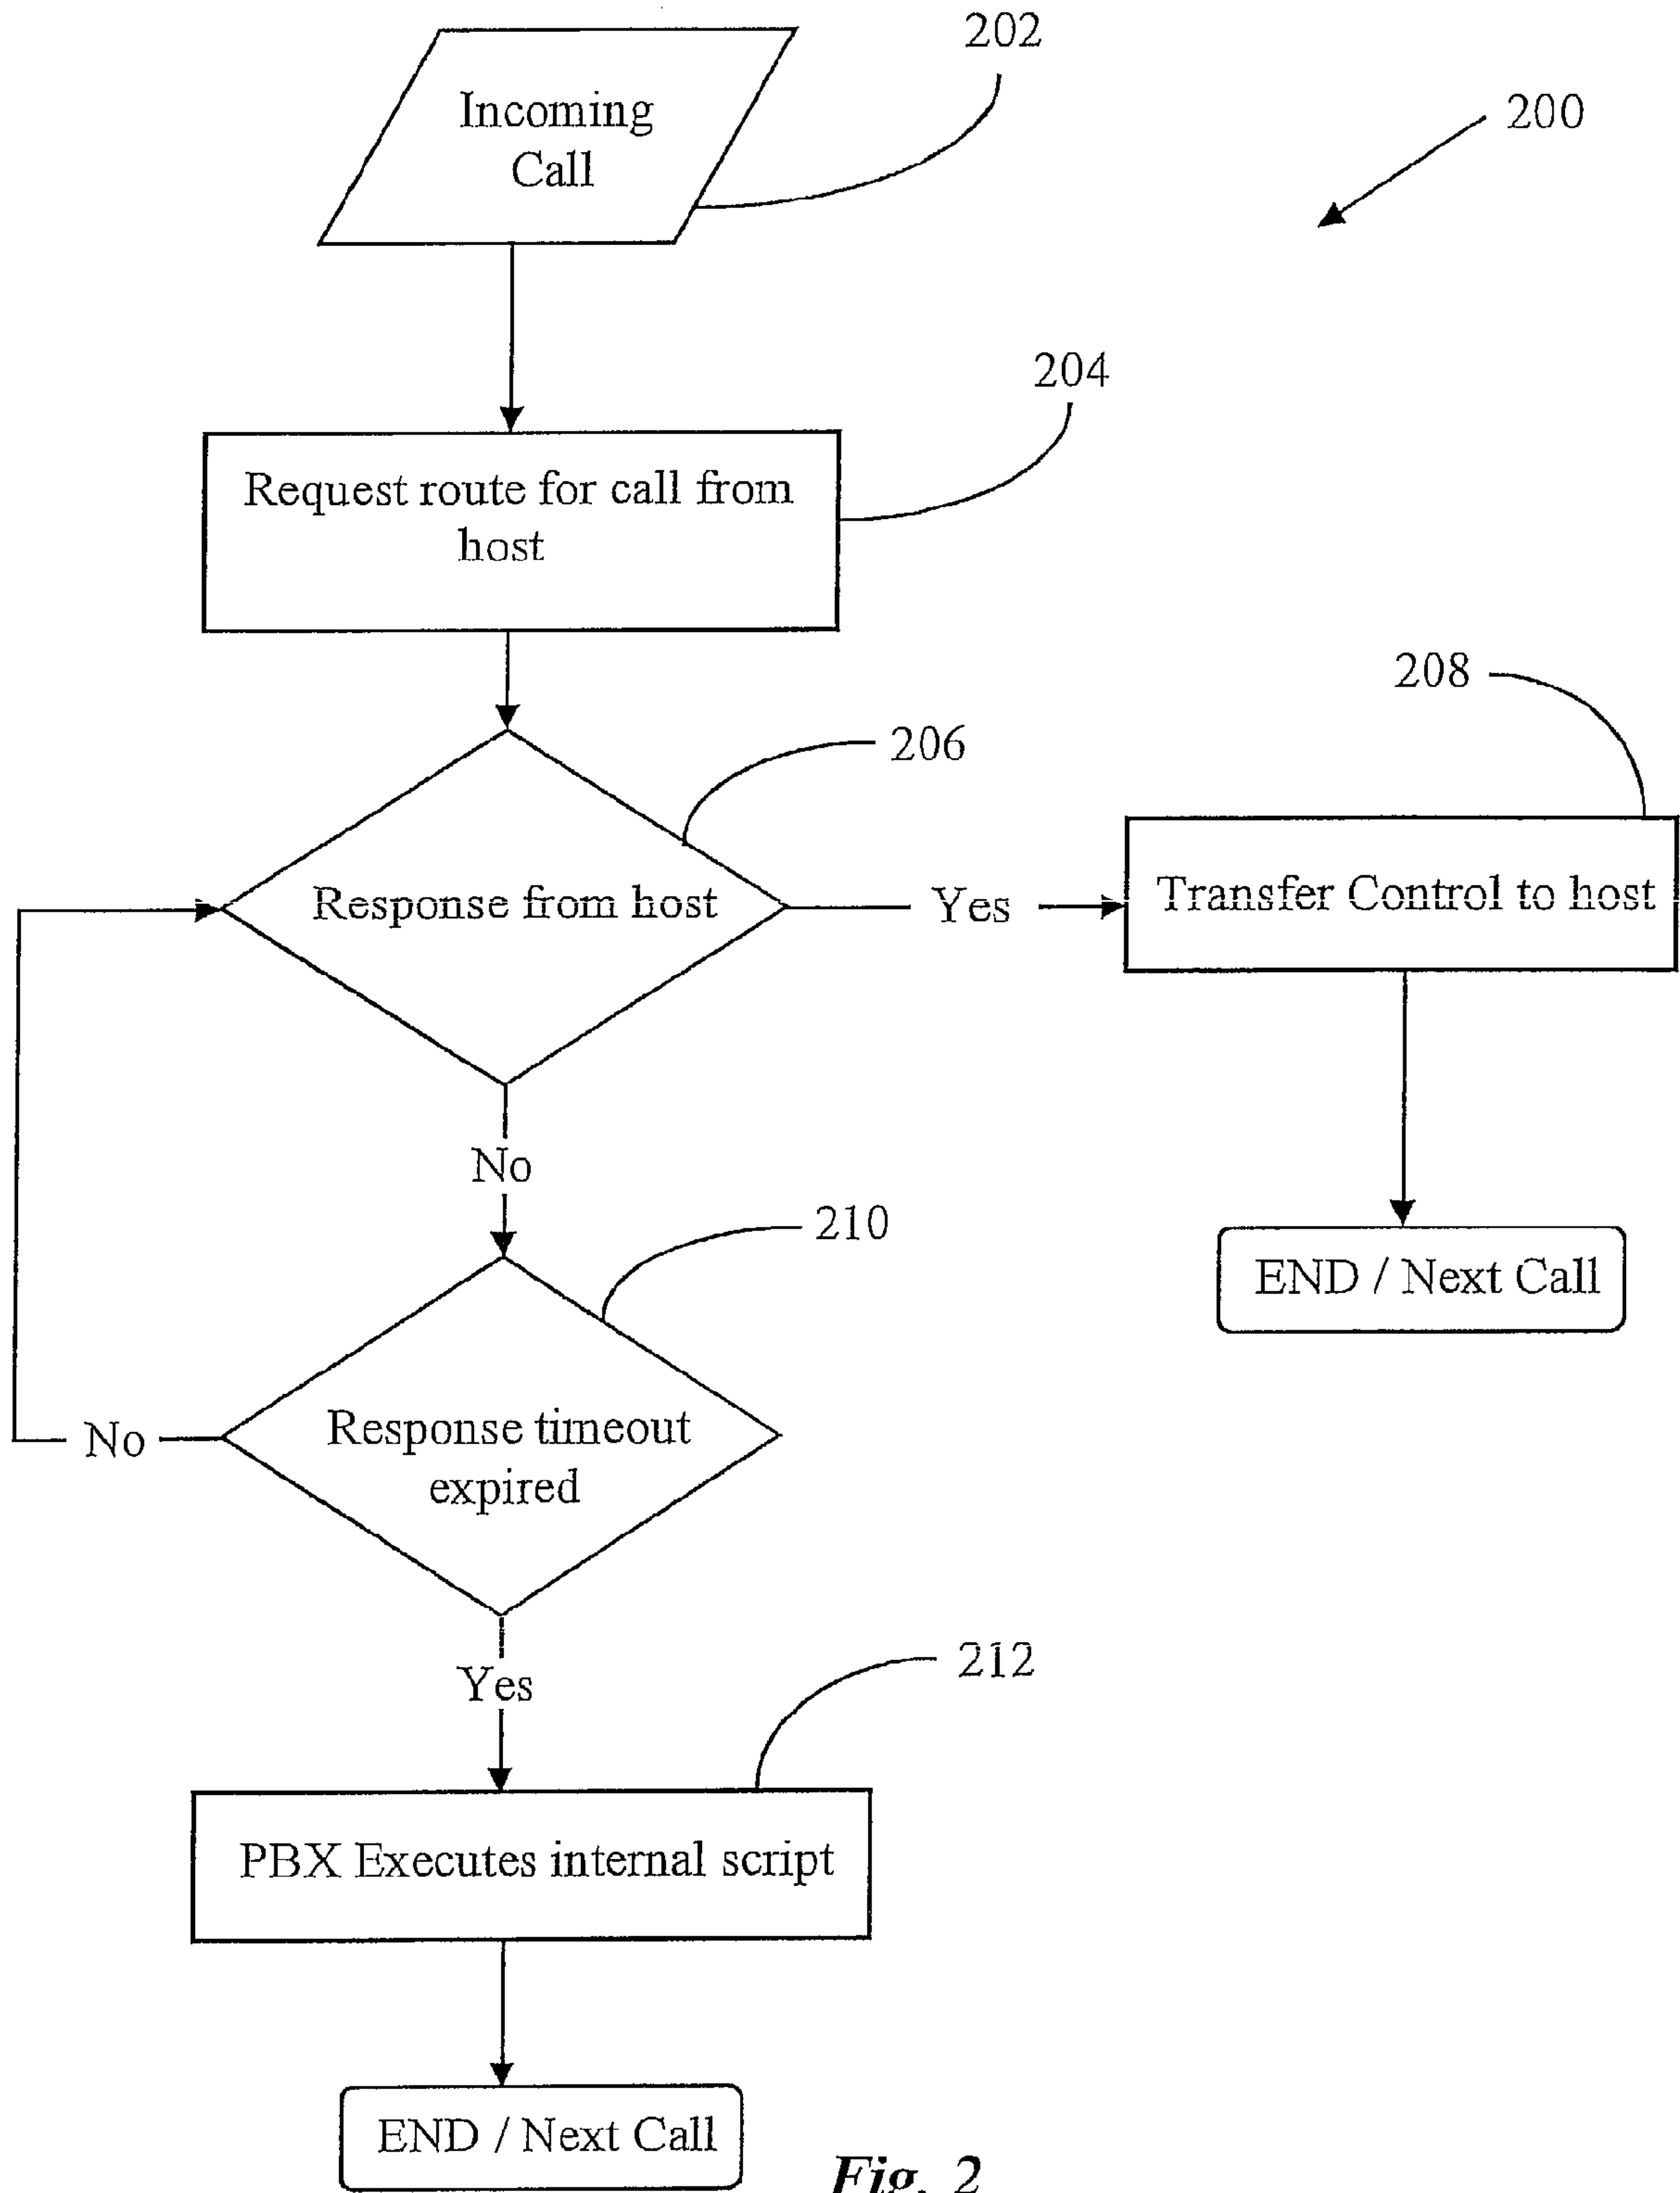 202
Incoming
Call
200
204
Request route for call from
host
208
206
Response from host
Yes
Transfer Control to host
No
210
END / Next Call
Response timeout
expired
No
Yes
212
PBX Executes internal script
END / Next Call
Fig. 2